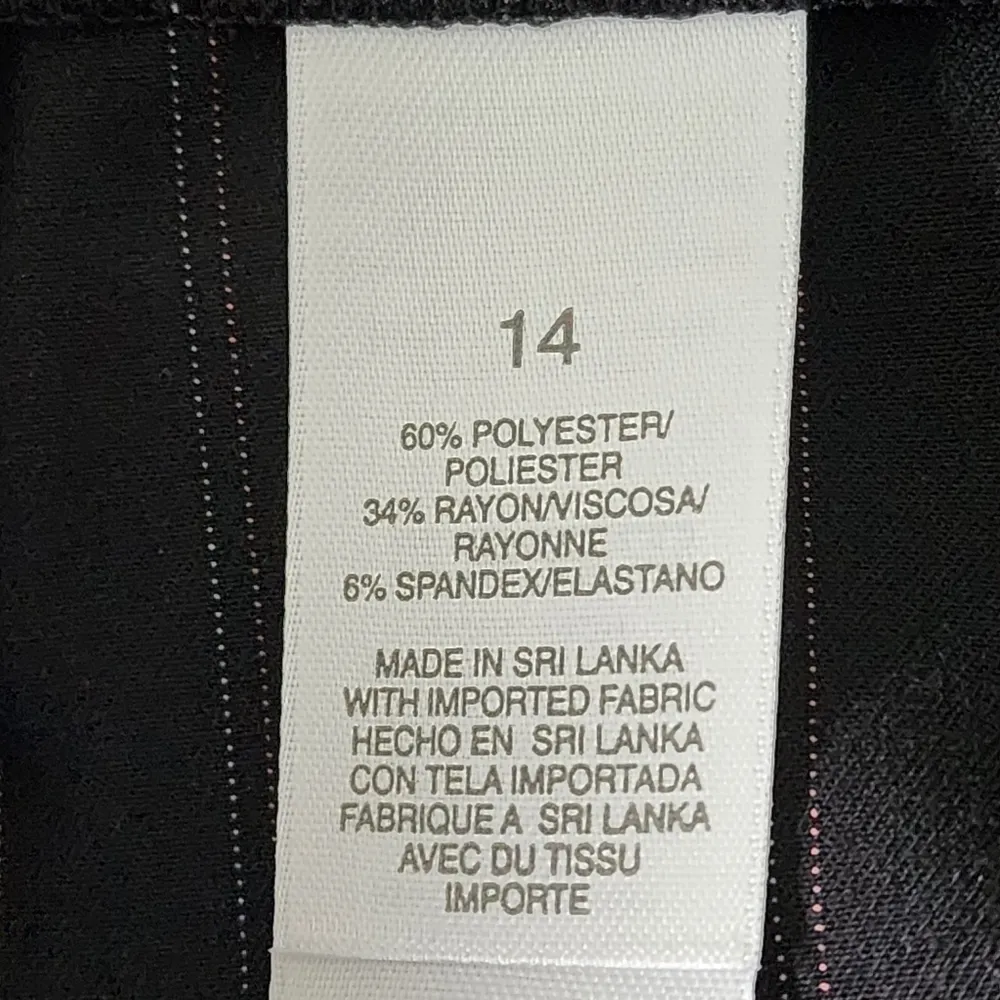 14
60% POLYESTER/
POLIESTER
34% RAYON/VISCOSA/
RAYONNE
6% SPANDEX/ELASTANO
MADE IN SRI LANKA
WITH IMPORTED FABRIC
HECHO EN SRI LANKA
CON TELA IMPORTADA
FABRIQUE A SRI LANKA
AVEC DU TISSU
IMPORTE